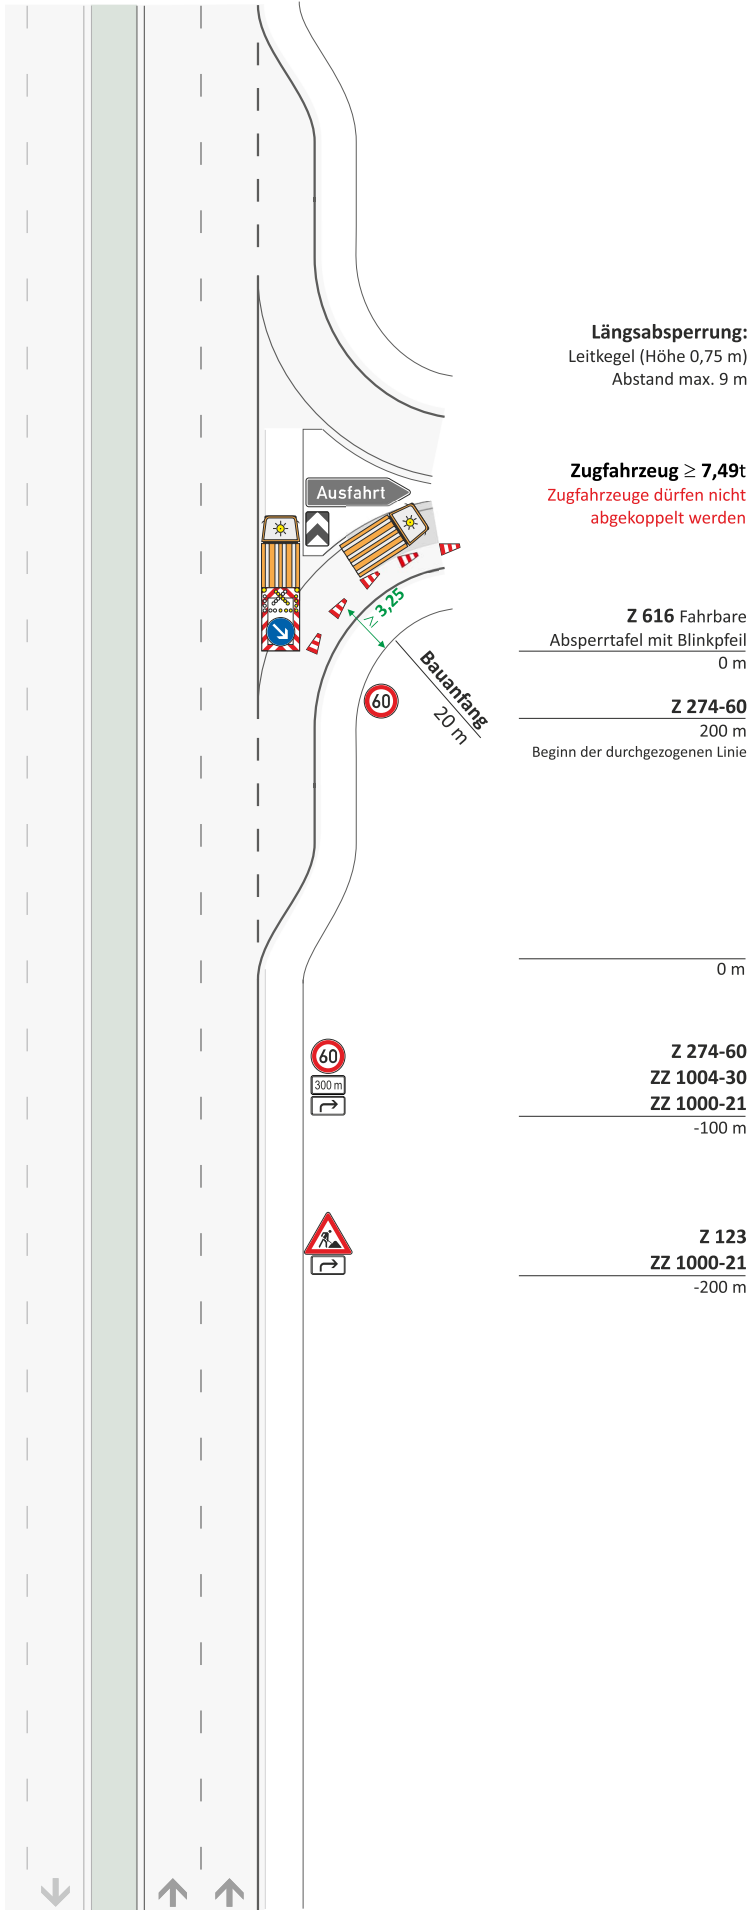 Längsabsperrung:
Leitkegel (Höhe 0,75 m)
Abstand max. 9 m
Zugfahrzeug ≥ 7,49t
Zugfahrzeuge dürfen nicht
abgekoppelt werden
Ausfahrt
≥ 3,25
Z 616 Fahrbare
Absperrtafel mit Blinkpfeil
0 m
Bauanfang
20 m
60
Z 274-60
200 m
Beginn der durchgezogenen Linie
0 m
60
300 m
Z 274-60
ZZ 1004-30
ZZ 1000-21
-100 m
Z 123
ZZ 1000-21
-200 m